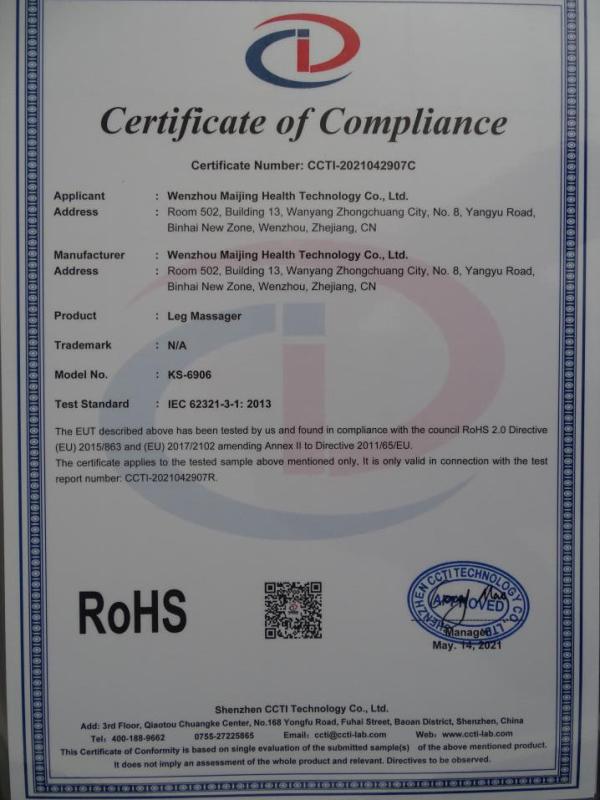 Certificate of Compliance
Certificate Number: CCTI-2021042907C
Applicant : Wenzhou Maijing Health Technology Co., Ltd.
Address : Room 502, Building 13, Wanyang Zhongchuang City, No. 8, Yangyu Road,
Binhai New Zone, Wenzhou, Zhejiang, CN
Manufacturer : Wenzhou Maijing Health Technology Co., Ltd.
Address : Room 502, Building 13, Wanyang Zhongchuang City, No. 8, Yangyu Road,
Binhai New Zone, Wenzhou, Zhejiang, CN
Product : Leg Massager
Trademark : N/A
Model No. : KS-6906
Test Standard : IEC 62321-3-1: 2013
The EUT described above has been tested by us and found in compliance with the council RoHS 2.0 Directive
(EU) 2015/863 and (EU) 2017/2102 amending Annex II to Directive 2011/65/EU.
The certificate applies to the tested sample above mentioned only, It is only valid in connection with the test
report number: CCTI-2021042907R.
RoHS
SHENZHEN CCTI TECHNOLOGY CO., LTD
APPROVED
Manager
May. 14, 2021
Shenzhen CCTI Technology Co., Ltd.
Add: 3rd Floor, Qiaotou Chuangke Center, No.168 Yongfu Road, Fuhai Street, Baoan District, Shenzhen, China
Tel: 400-188-9662 0755-27225865 Email: ccti@ccti-lab.com Web: www.ccti-lab.com
This Certificate of Conformity is based on single evaluation of the submitted sample(s) of the above mentioned product.
It does not imply an assessment of the whole product and relevant. Directives to be observed.